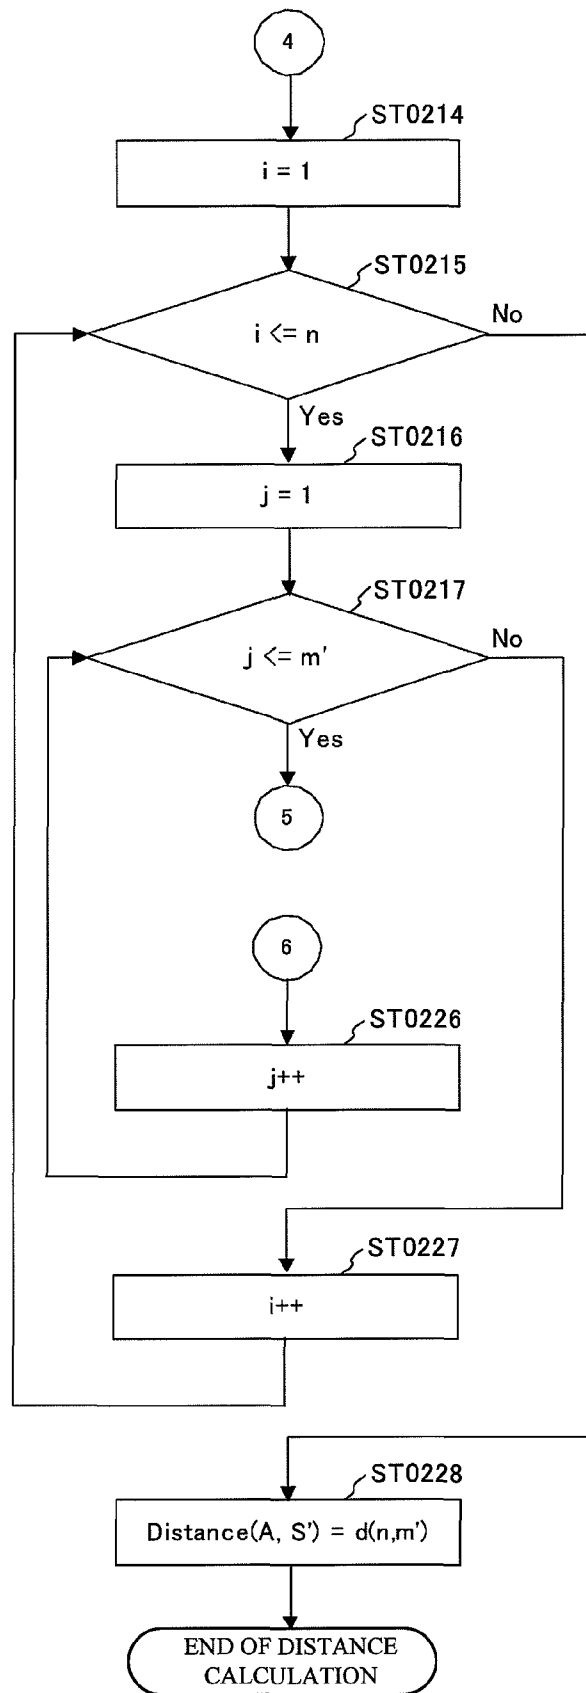 4
ST0214
i = 1
ST0215
i <= n
No
Yes
ST0216
j = 1
ST0217
j <= m'
No
Yes
5
6
ST0226
j++
ST0227
i++
ST0228
Distance(A, S') = d(n,m')
END OF DISTANCE
CALCULATION